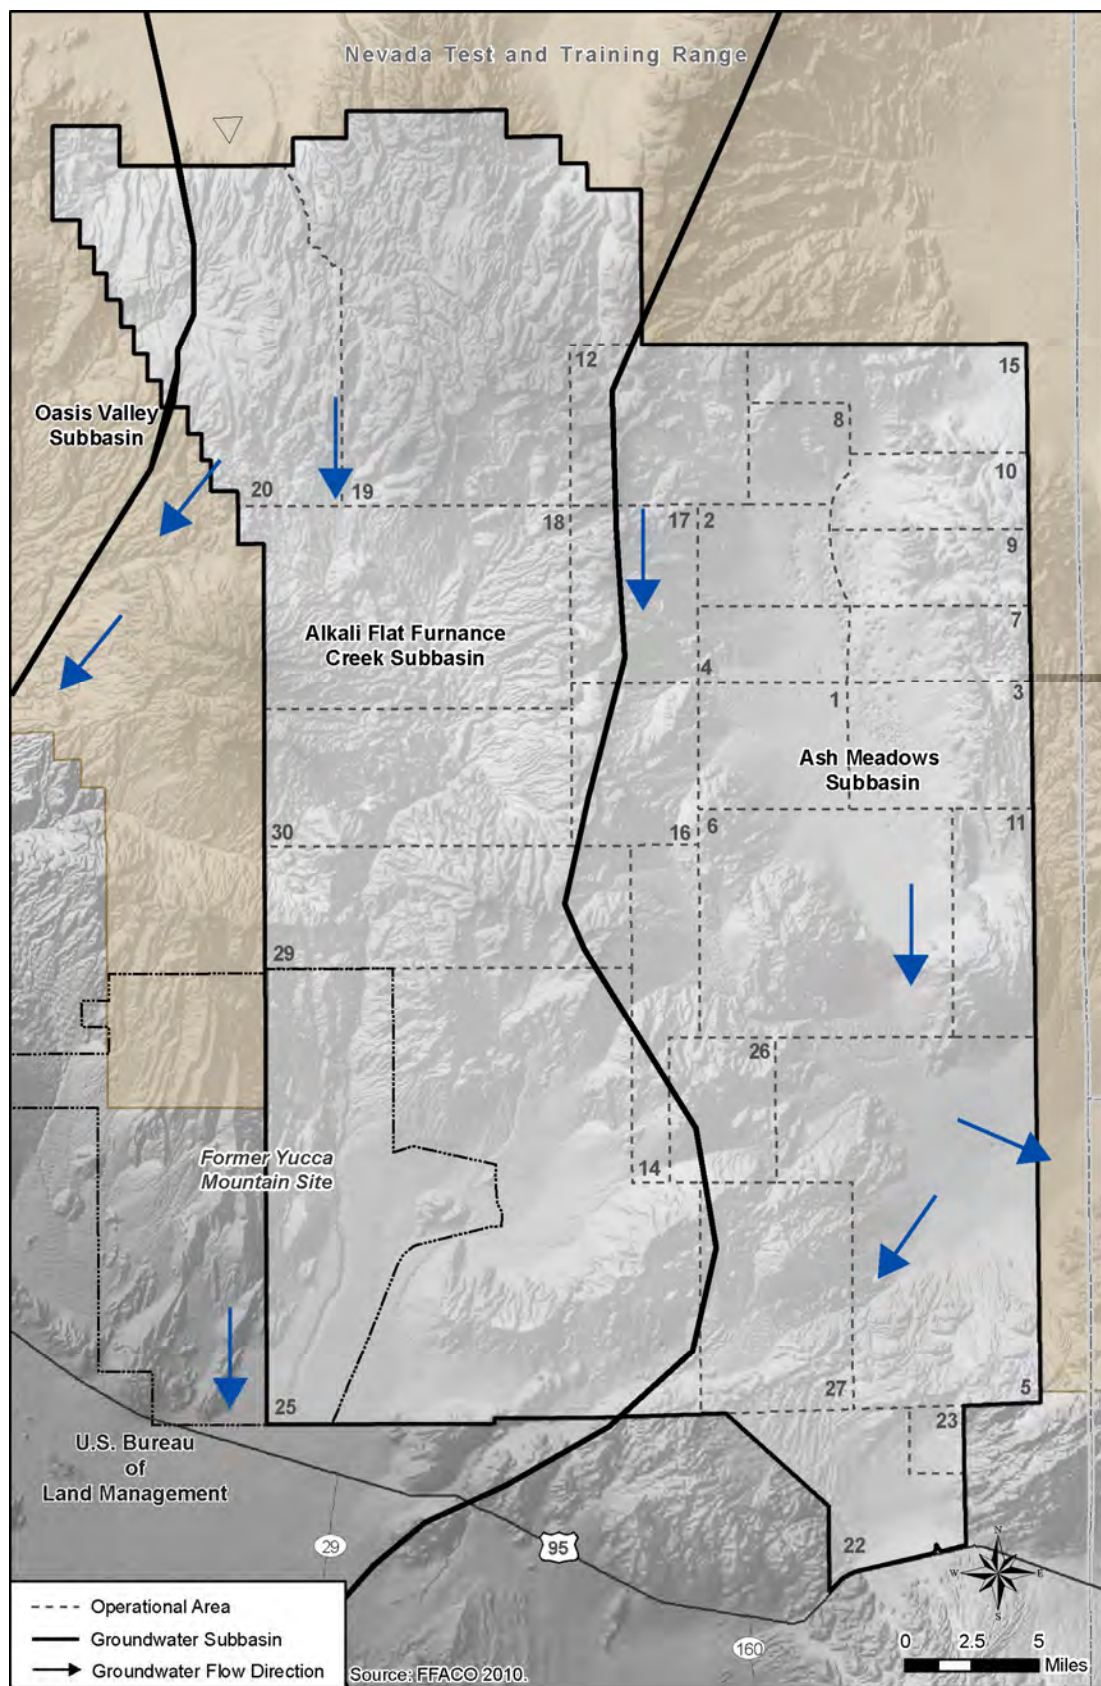 Nevada Test and Training Range
12
15
8
Oasis Valley
Subbasin
10
20
19
18
17
2
9
7
Alkali Flat Furnance
Creek Subbasin
4
1
3
Ash Meadows
Subbasin
30
16
6
11
29
26
Former Yucca
Mountain Site
14
25
27
5
23
U.S. Bureau
of
Land Management
29
95
22
N
W
E
S
160
0 2.5 5
Miles
Operational Area
Groundwater Subbasin
Groundwater Flow Direction
Source: FFACO 2010.